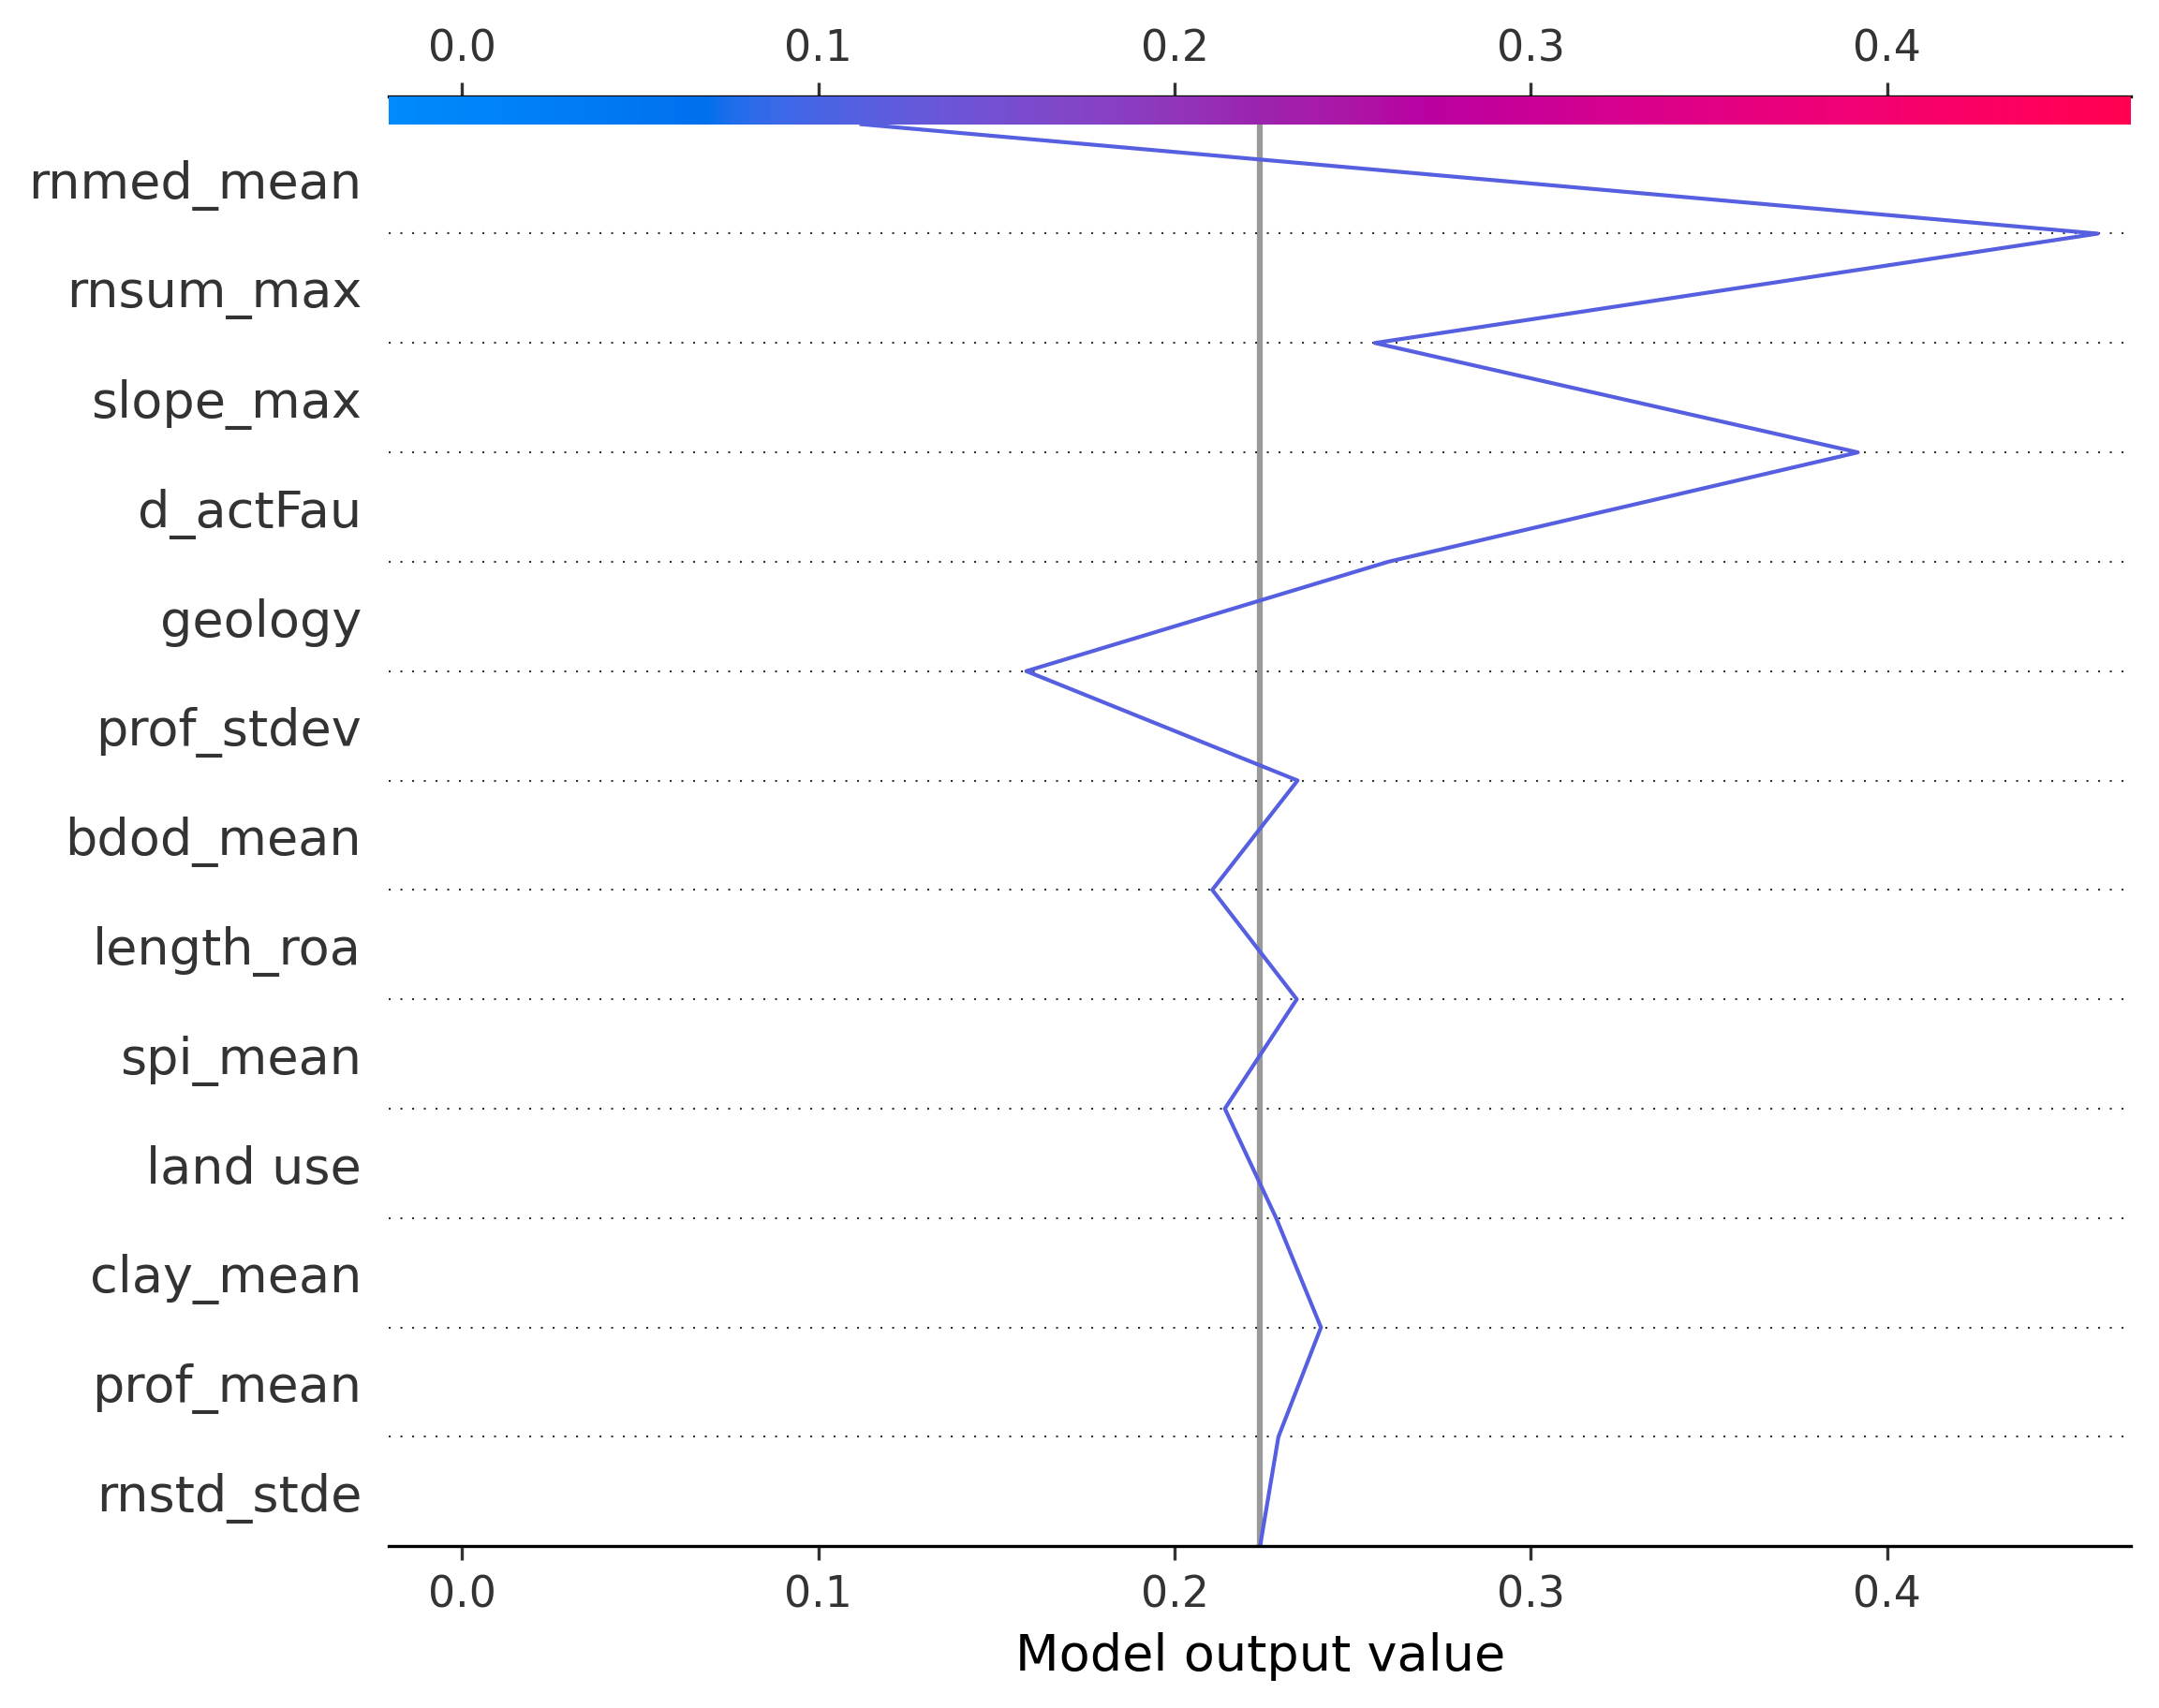 0.0 0.1 0.2 0.3 0.4
rnmed_mean
rnsum_max
slope_max
d_actFau
geology
prof_stdev
bdod_mean
length_roa
spi_mean
land use
clay_mean
prof_mean
rnstd_stde
0.0 0.1 0.2 0.3 0.4
Model output value